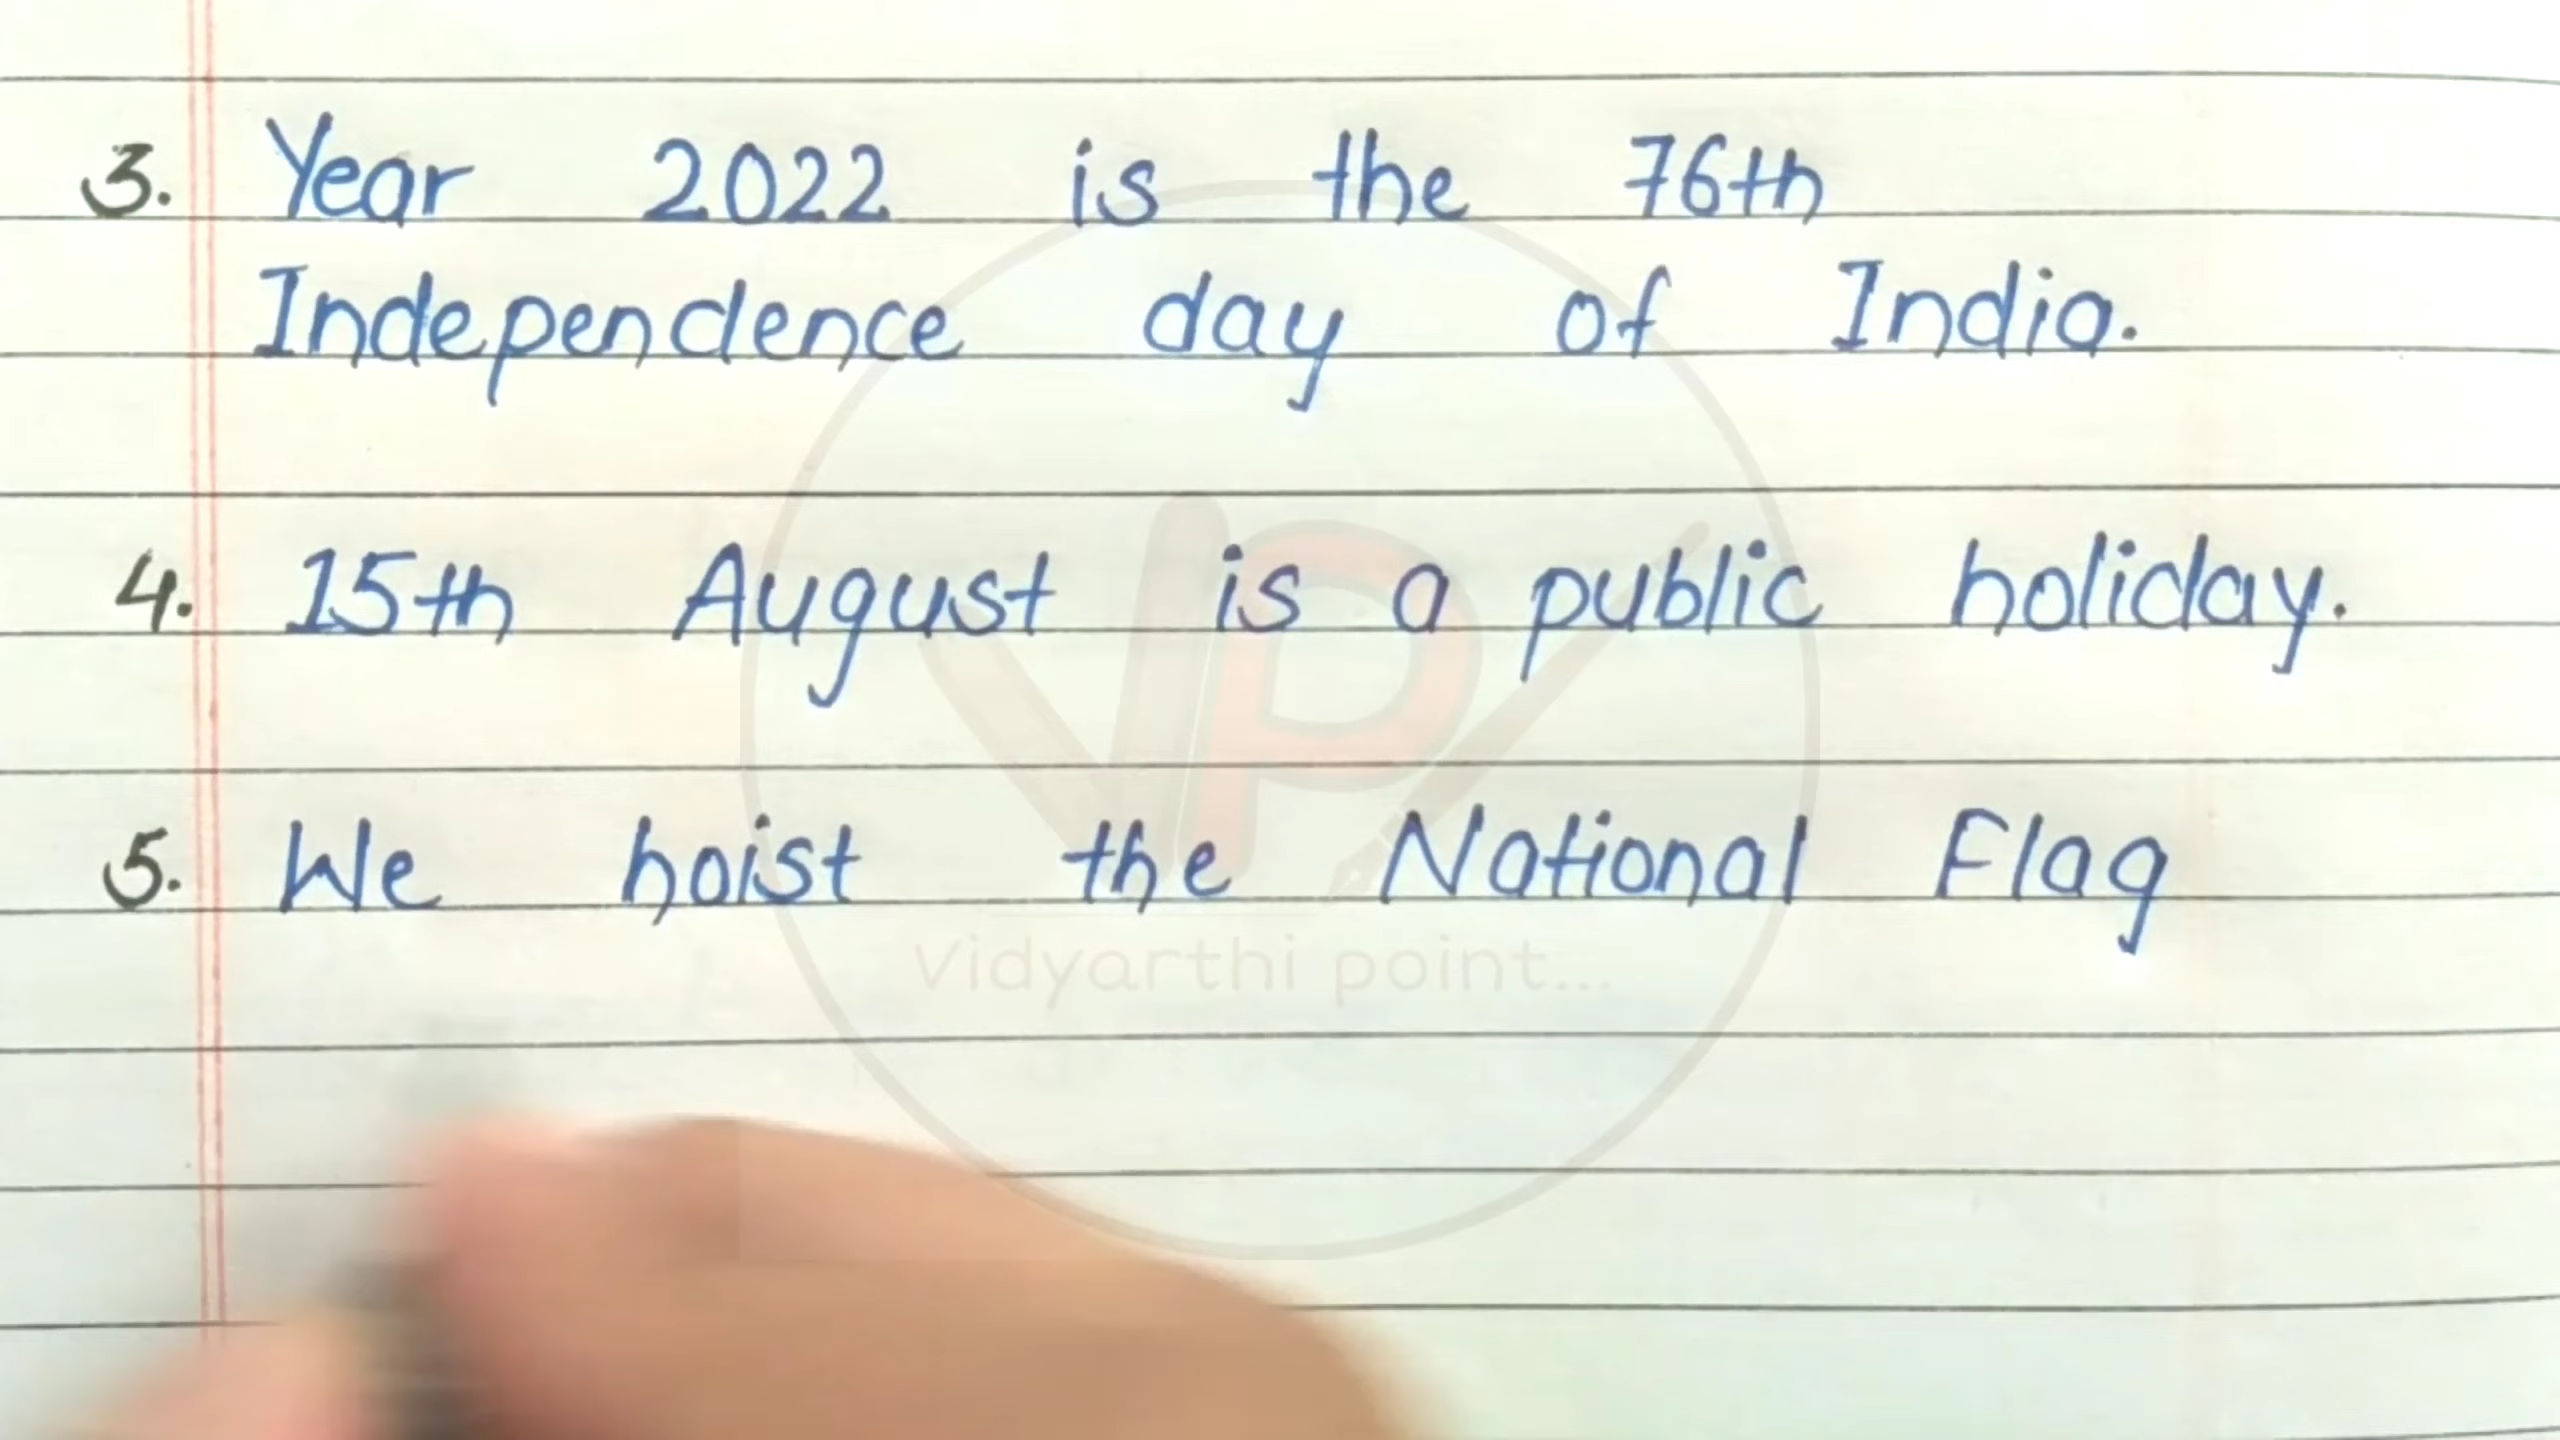 3. Year 2022 is the 76th
Independence day of India.
4. 15th August is a public holiday.
5. We hoist the National Flag
VP
Vidyarthi point...